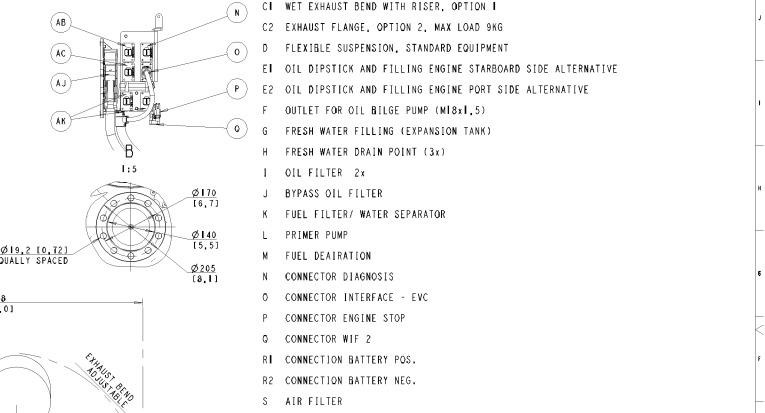 C1 WET EXHAUST BEND WITH RISER, OPTION 1
C2 EXHAUST FLANGE, OPTION 2, MAX LOAD 9KG
D FLEXIBLE SUSPENSION, STANDARD EQUIPMENT
E1 OIL DIPSTICK AND FILLING ENGINE STARBOARD SIDE ALTERNATIVE
E2 OIL DIPSTICK AND FILLING ENGINE PORT SIDE ALTERNATIVE
F OUTLET FOR OIL BILGE PUMP (M18x1,5)
G FRESH WATER FILLING (EXPANSION TANK)
H FRESH WATER DRAIN POINT (3x)
I OIL FILTER 2x
J BYPASS OIL FILTER
K FUEL FILTER/ WATER SEPARATOR
L PRIMER PUMP
M FUEL DEAIRATION
N CONNECTOR DIAGNOSIS
O CONNECTOR INTERFACE - EVC
P CONNECTOR ENGINE STOP
Q CONNECTOR WIF 2
R1 CONNECTION BATTERY POS.
R2 CONNECTION BATTERY NEG.
S AIR FILTER
AB
AC
AJ
AK
N
O
P
Q
B
1:5
Ø170
[6,7]
Ø140
[5,5]
Ø205
[8,1]
Ø19,2 [0,72]
QUALLY SPACED
8
,0]
EXHAUST BEND
ADJUSTABLE
J
I
H
G
F